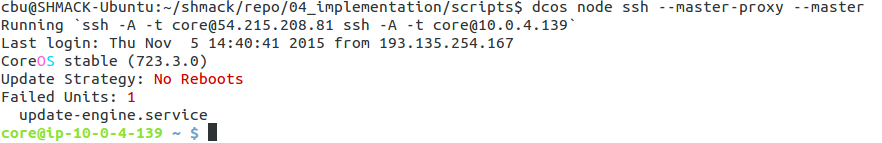 cbu@SHMACK-Ubuntu:~/shmack/repo/04_implementation/scripts$ dcos node ssh --master-proxy --master
Running `ssh -A -t core@54.215.208.81 ssh -A -t core@10.0.4.139`
Last login: Thu Nov  5 14:40:41 2015 from 193.135.254.167
CoreOS stable (723.3.0)
Update Strategy: No Reboots
Failed Units: 1
  update-engine.service
core@ip-10-0-4-139 ~ $